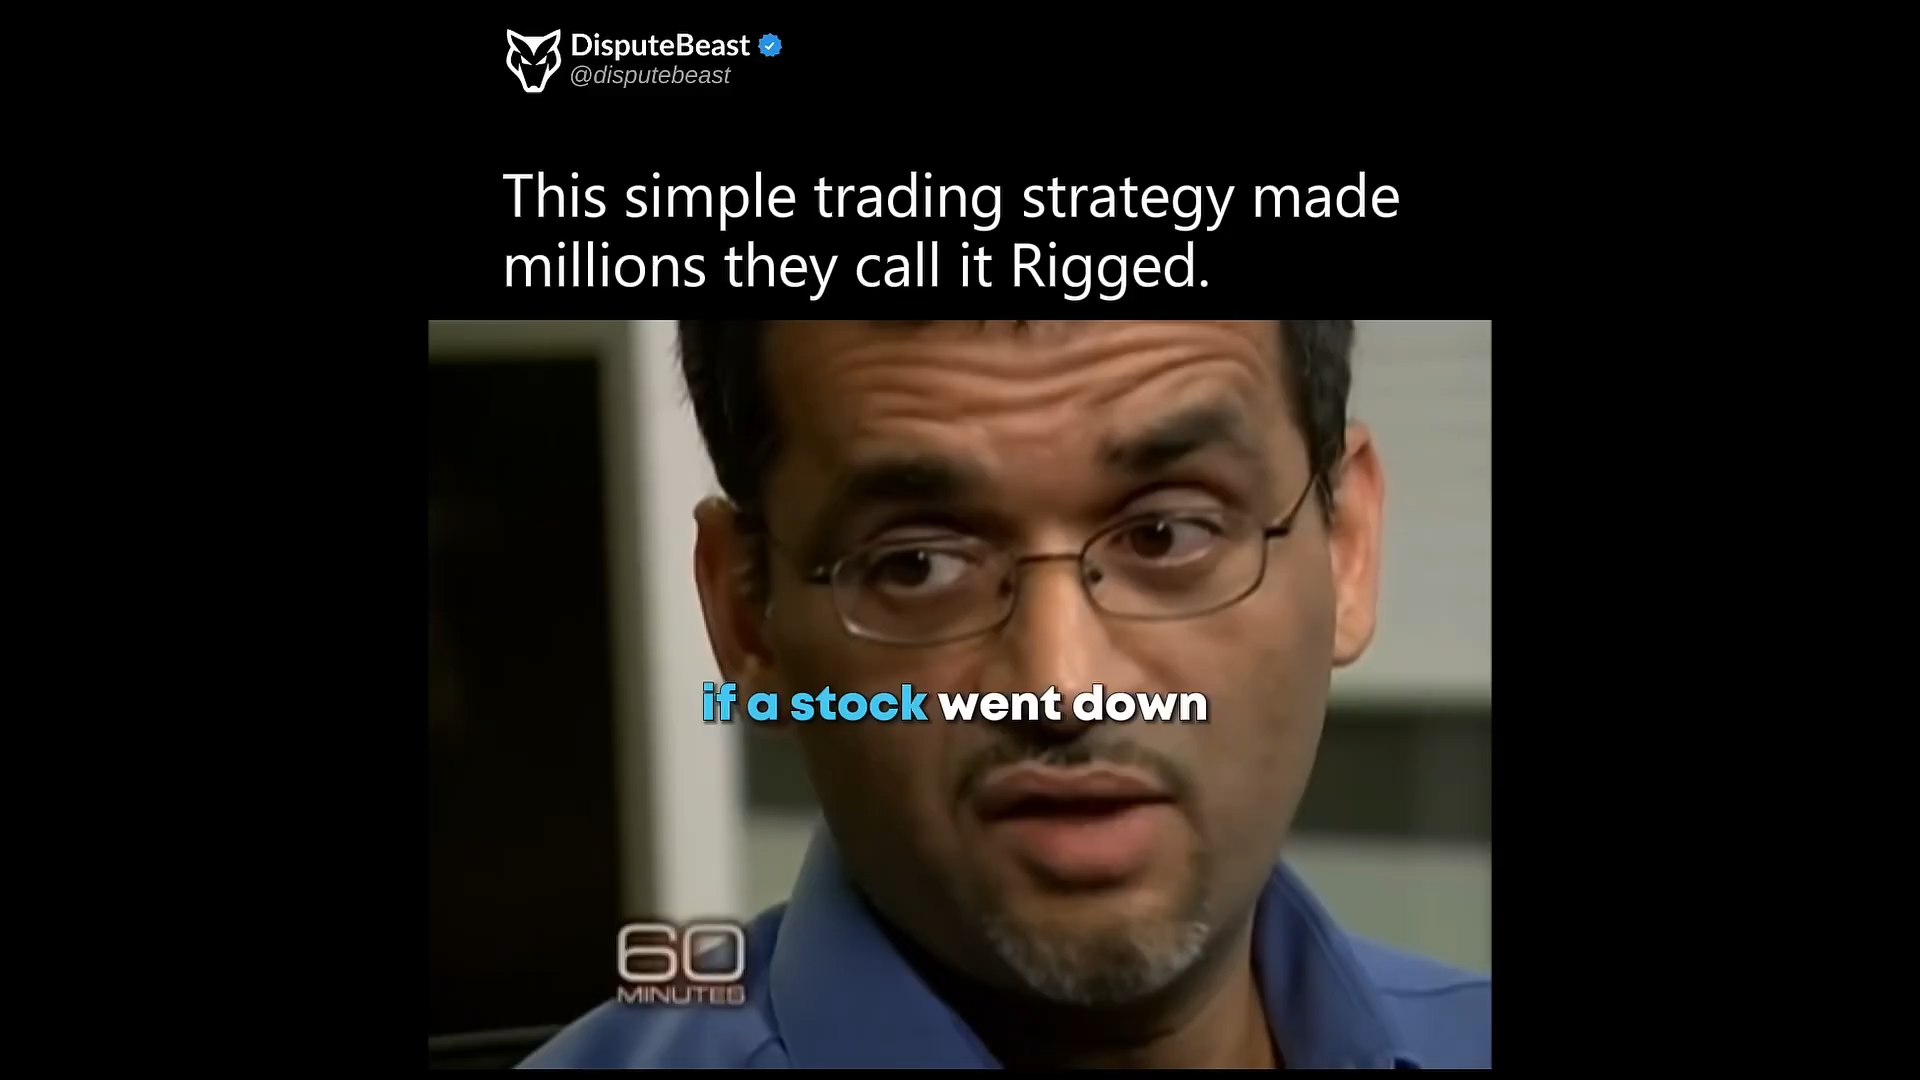 DisputeBeast
@disputebeast
This simple trading strategy made
millions they call it Rigged.
if a stock went down
60
MINUTES